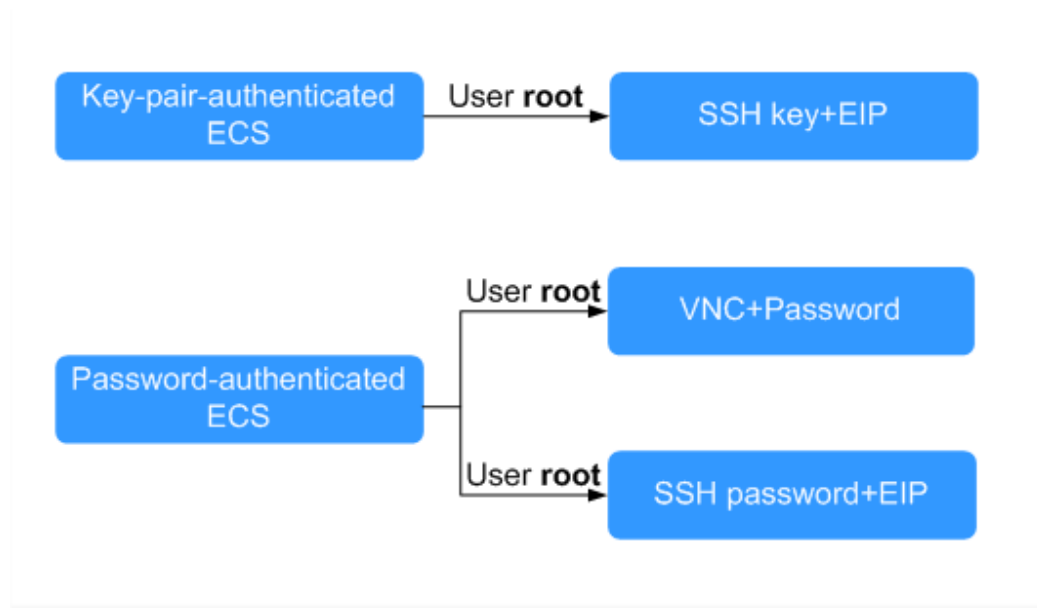 Key-pair-authenticated
ECS
User root
SSH key+EIP
User root
VNC+Password
Password-authenticated
ECS
User root
SSH password+EIP